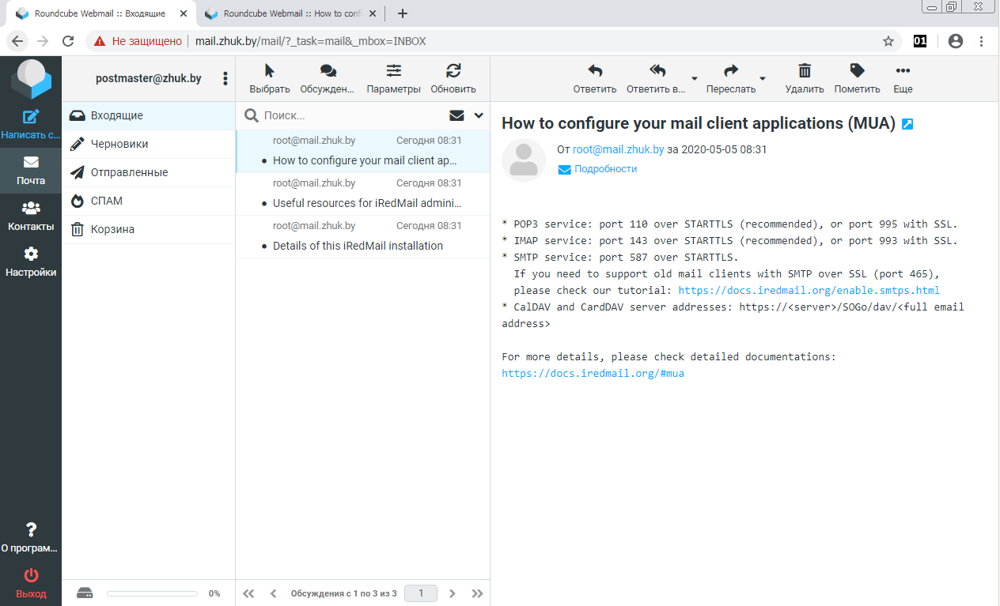 Roundcube Webmail :: Входящие
Roundcube Webmail :: How to conf
Не защищено
mail.zhuk.by/mail/?_task=mail&_mbox=INBOX
01
postmaster@zhuk.by
Выбрать
Обсужден...
Параметры
Обновить
Ответить
Ответить в...
Переслать
Удалить
Пометить
Еще
Написать с...
Почта
Контакты
Настройки
О програм...
Выход
Входящие
Черновики
Отправленные
СПАМ
Корзина
0%
Поиск...
root@mail.zhuk.by Сегодня 08:31
• How to configure your mail client ap...
root@mail.zhuk.by Сегодня 08:31
• Useful resources for iRedMail admini...
root@mail.zhuk.by Сегодня 08:31
• Details of this iRedMail installation
Обсуждения с 1 по 3 из 3
1
How to configure your mail client applications (MUA)
От root@mail.zhuk.by за 2020-05-05 08:31
Подробности
* POP3 service: port 110 over STARTTLS (recommended), or port 995 with SSL.
* IMAP service: port 143 over STARTTLS (recommended), or port 993 with SSL.
* SMTP service: port 587 over STARTTLS.
If you need to support old mail clients with SMTP over SSL (port 465),
please check our tutorial: https://docs.iredmail.org/enable.smtps.html
* CalDAV and CardDAV server addresses: https://<server>/SOGo/dav/<full email
address>
For more details, please check detailed documentations:
https://docs.iredmail.org/#mua